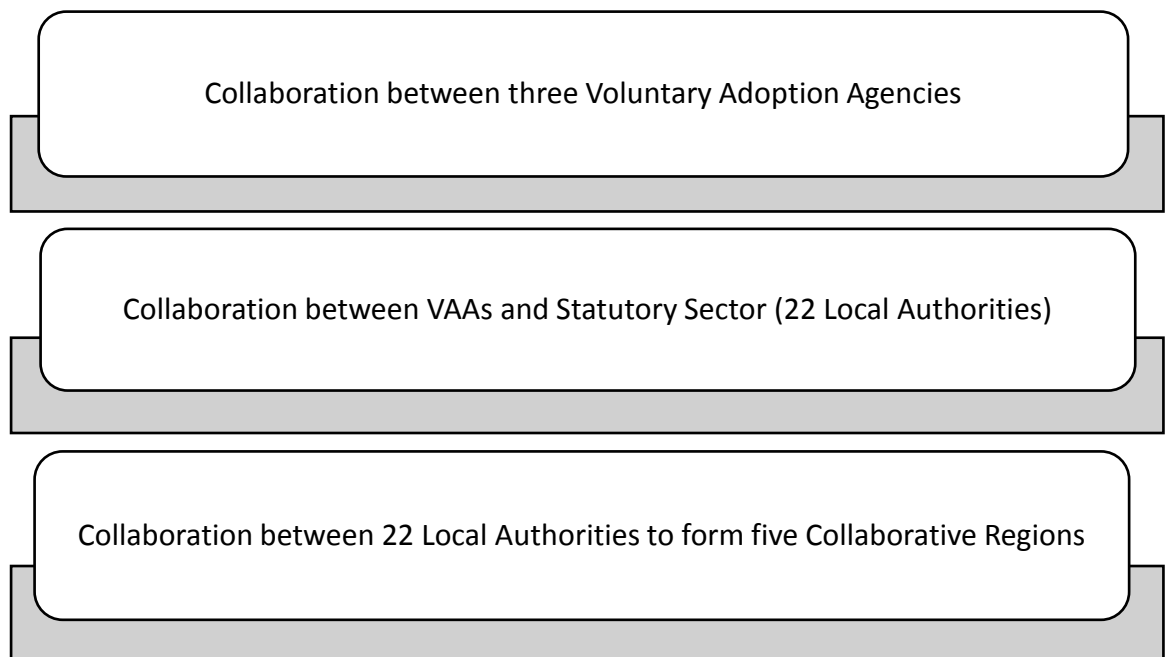 Collaboration between three Voluntary Adoption Agencies
Collaboration between VAAs and Statutory Sector (22 Local Authorities)
Collaboration between 22 Local Authorities to form five Collaborative Regions